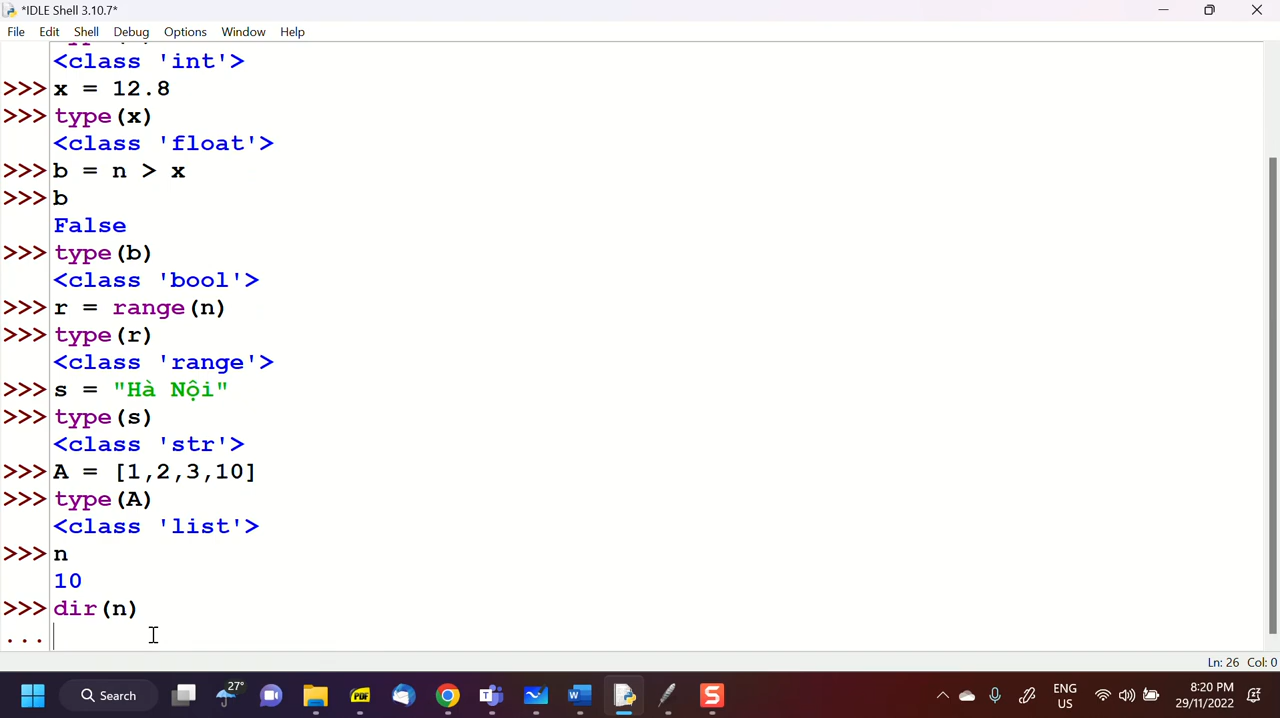 *IDLE Shell 3.10.7*
File Edit Shell Debug Options Window Help
<class 'int'>
>>> x = 12.8
>>> type(x)
<class 'float'>
>>> b = n > x
>>> b
False
>>> type(b)
<class 'bool'>
>>> r = range(n)
>>> type(r)
<class 'range'>
>>> s = "Hà Nội"
>>> type(s)
<class 'str'>
>>> A = [1,2,3,10]
>>> type(A)
<class 'list'>
>>> n
10
>>> dir(n)
...
Ln: 26 Col: 0
27°
Search
PDF
W
S
ENG
US
8:20 PM
29/11/2022